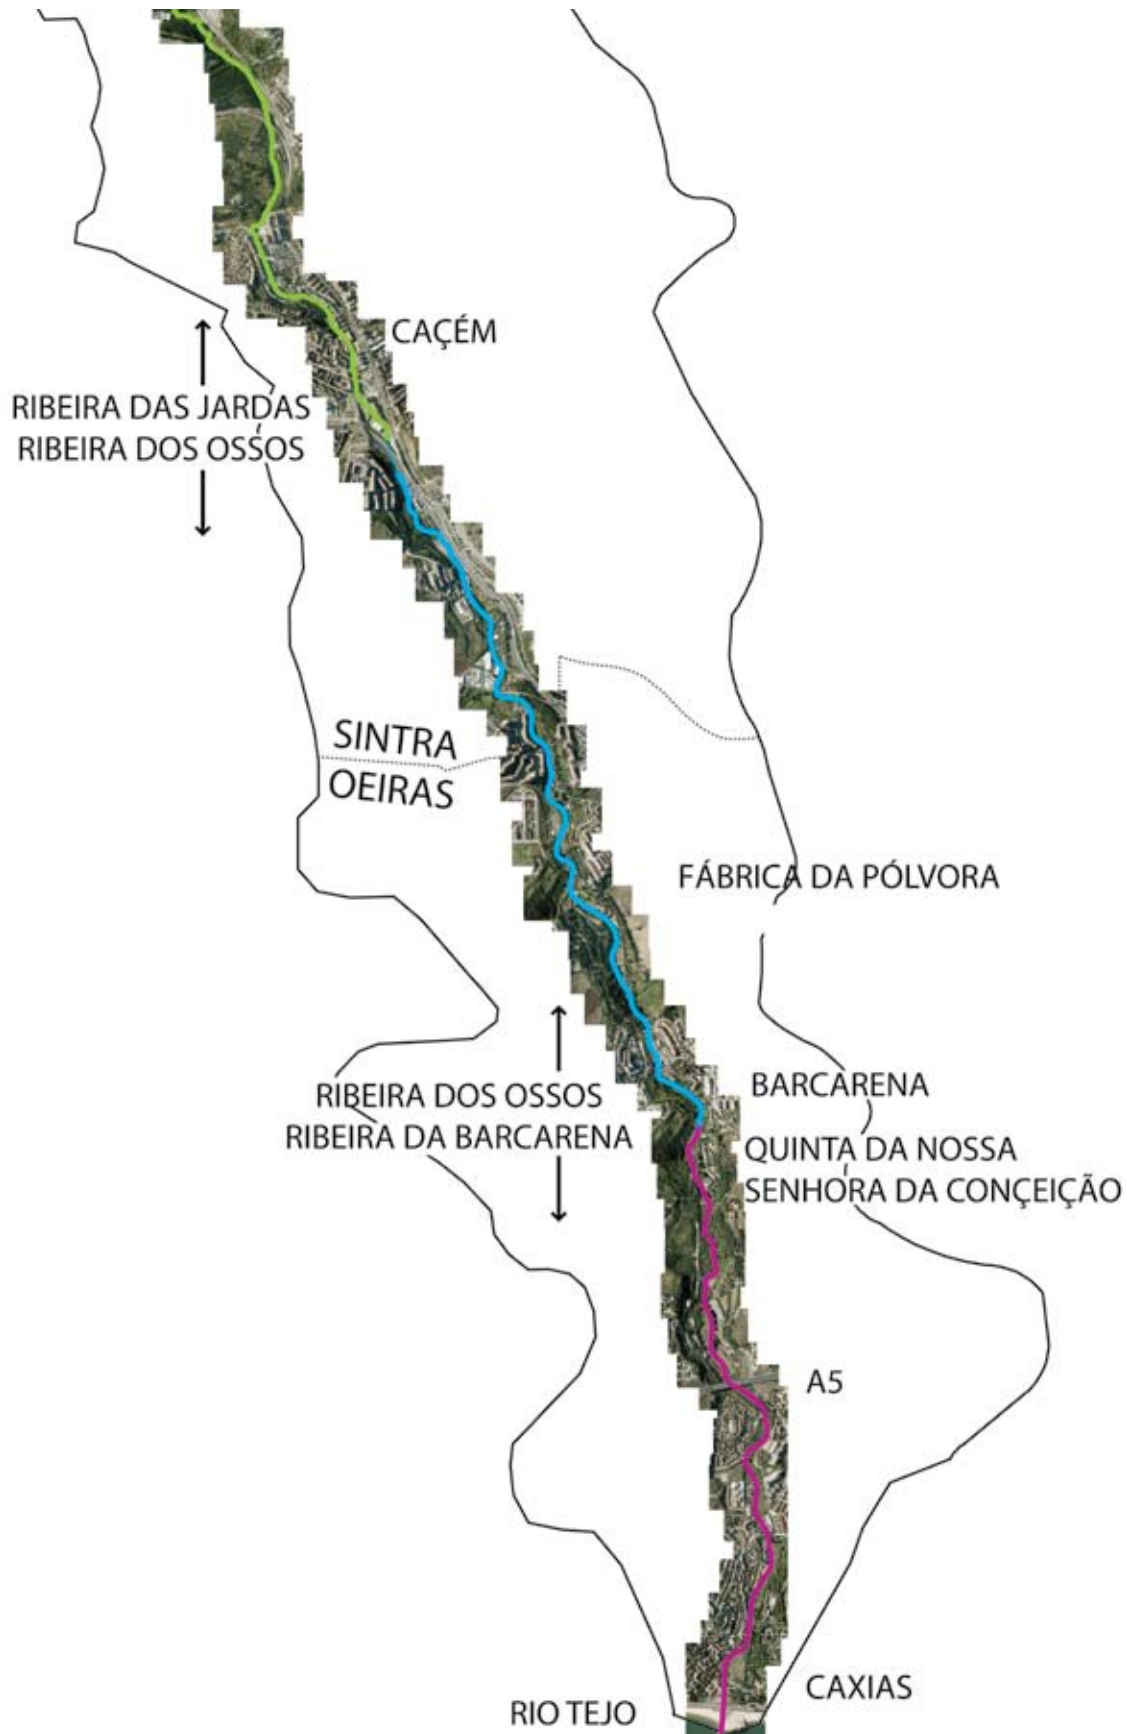 CAÇÉM
RIBEIRA DAS JARDAS
RIBEIRA DOS OSSOS
SINTRA
OEIRAS
FÁBRICA DA PÓLVORA
RIBEIRA DOS OSSOS
RIBEIRA DA BARCARENA
BARCARENA
QUINTA DA NOSSA
SENHORA DA CONÇEIÇÃO
A5
CAXIAS
RIO TEJO